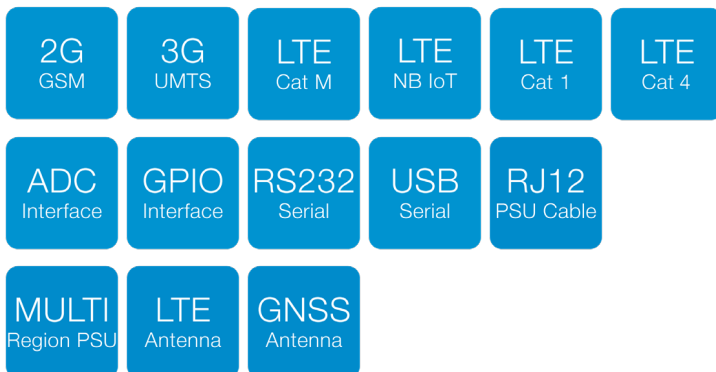 2G
GSM
3G
UMTS
LTE
Cat M
LTE
NB IoT
LTE
Cat 1
LTE
Cat 4
ADC
Interface
GPIO
Interface
RS232
Serial
USB
Serial
RJ12
PSU Cable
MULTI
Region PSU
LTE
Antenna
GNSS
Antenna